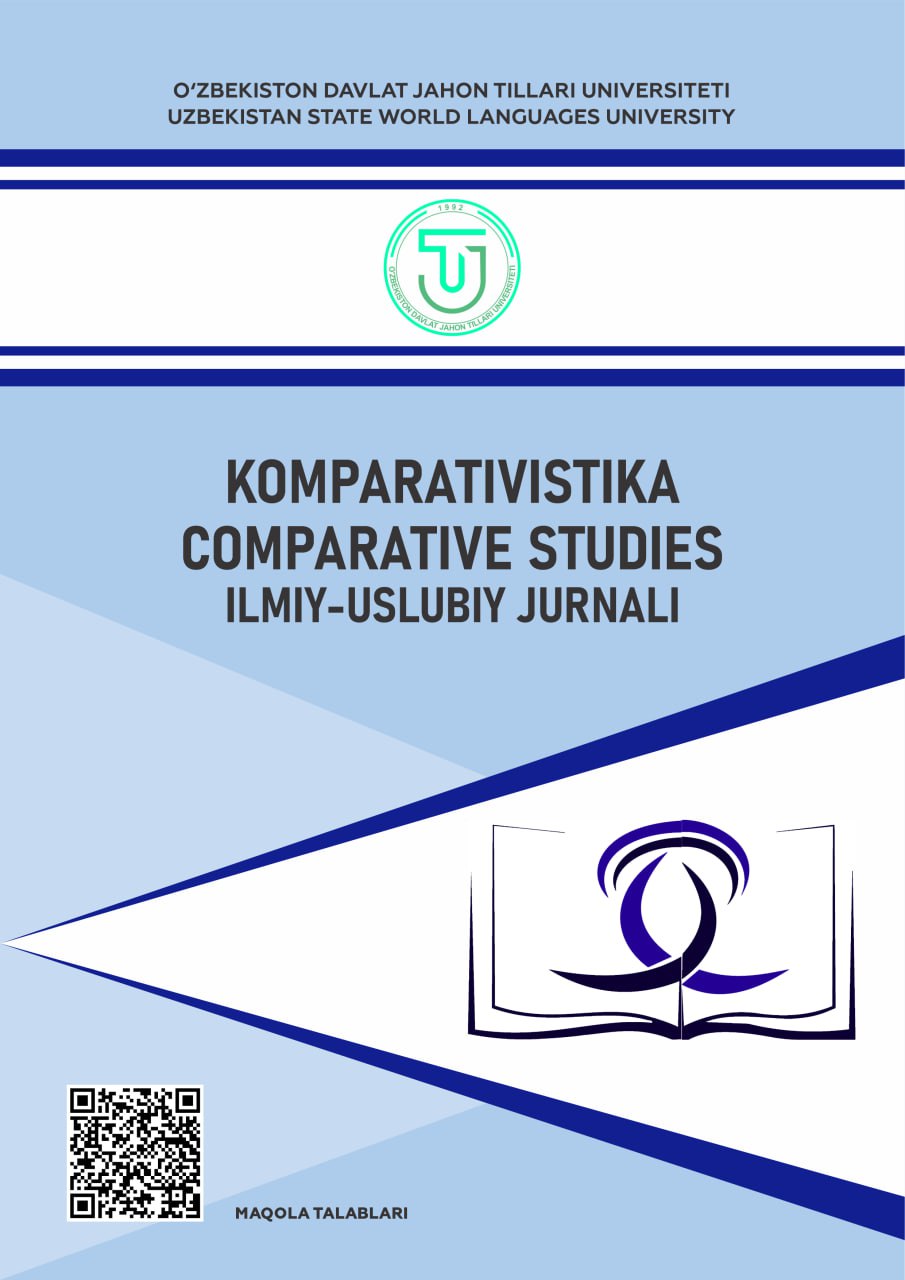 O‘ZBEKISTON DAVLAT JAHON TILLARI UNIVERSITETI
UZBEKISTAN STATE WORLD LANGUAGES UNIVERSITY
1992
O‘ZBEKISTON DAVLAT JAHON TILLARI UNIVERSITETI
KOMPARATIVISTIKA
COMPARATIVE STUDIES
ILMIY-USLUBIY JURNALI
MAQOLA TALABLARI